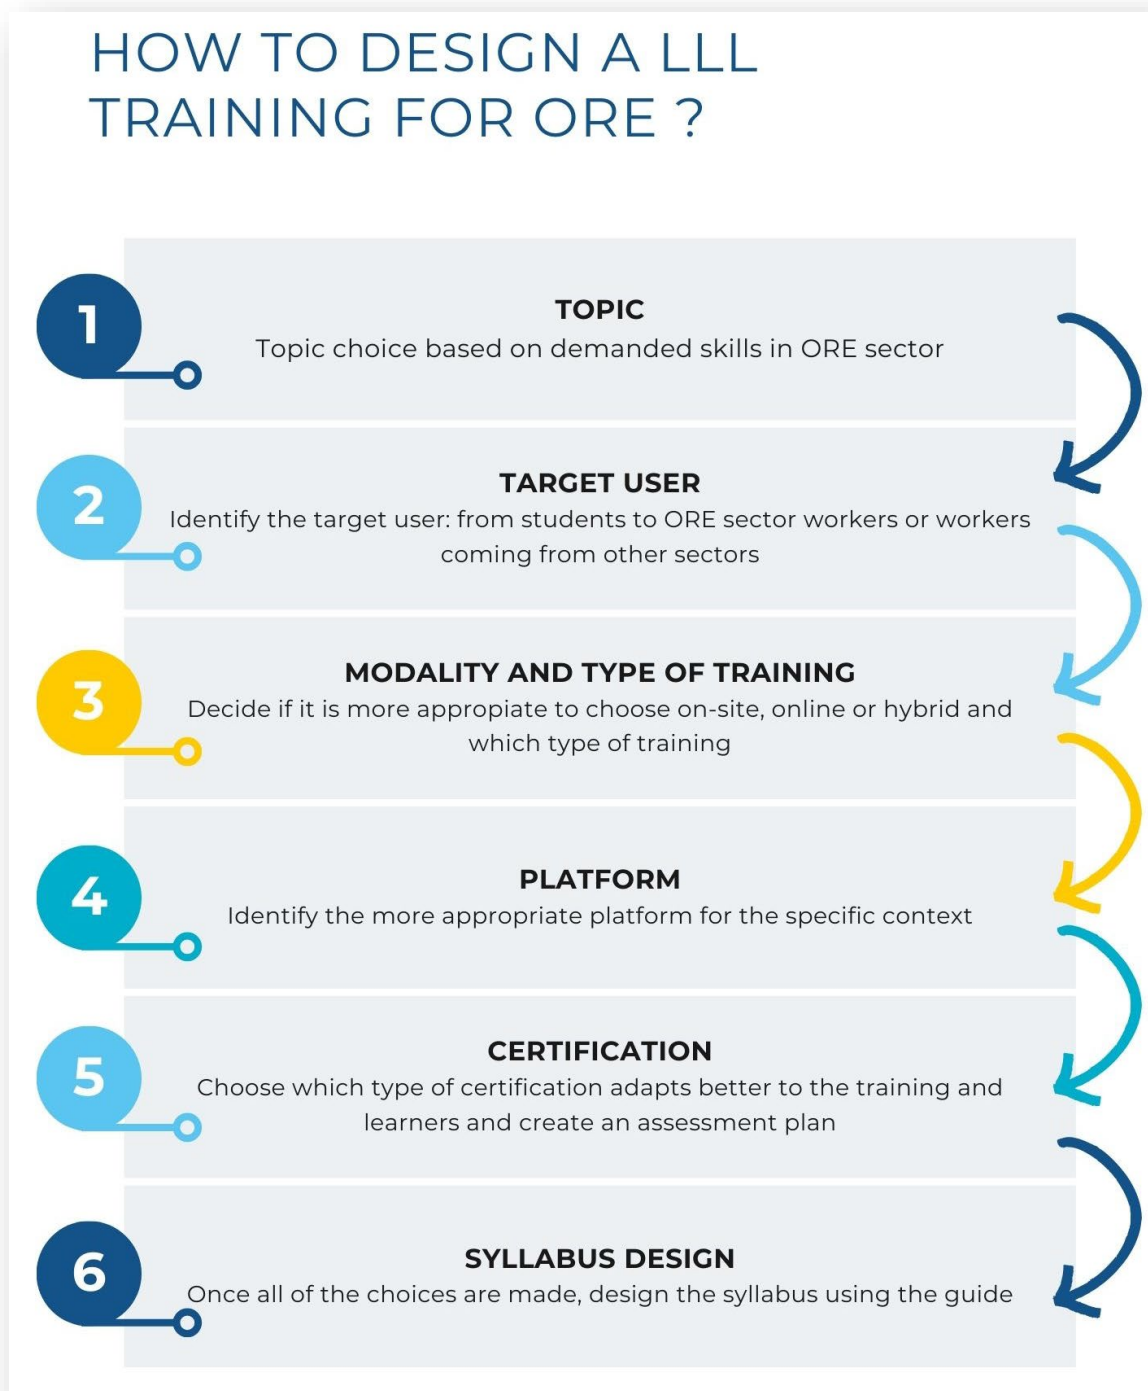 HOW TO DESIGN A LLL
TRAINING FOR ORE ?
1
TOPIC
Topic choice based on demanded skills in ORE sector
2
TARGET USER
Identify the target user: from students to ORE sector workers or workers
coming from other sectors
3
MODALITY AND TYPE OF TRAINING
Decide if it is more appropiate to choose on-site, online or hybrid and
which type of training
4
PLATFORM
Identify the more appropriate platform for the specific context
5
CERTIFICATION
Choose which type of certification adapts better to the training and
learners and create an assessment plan
6
SYLLABUS DESIGN
Once all of the choices are made, design the syllabus using the guide